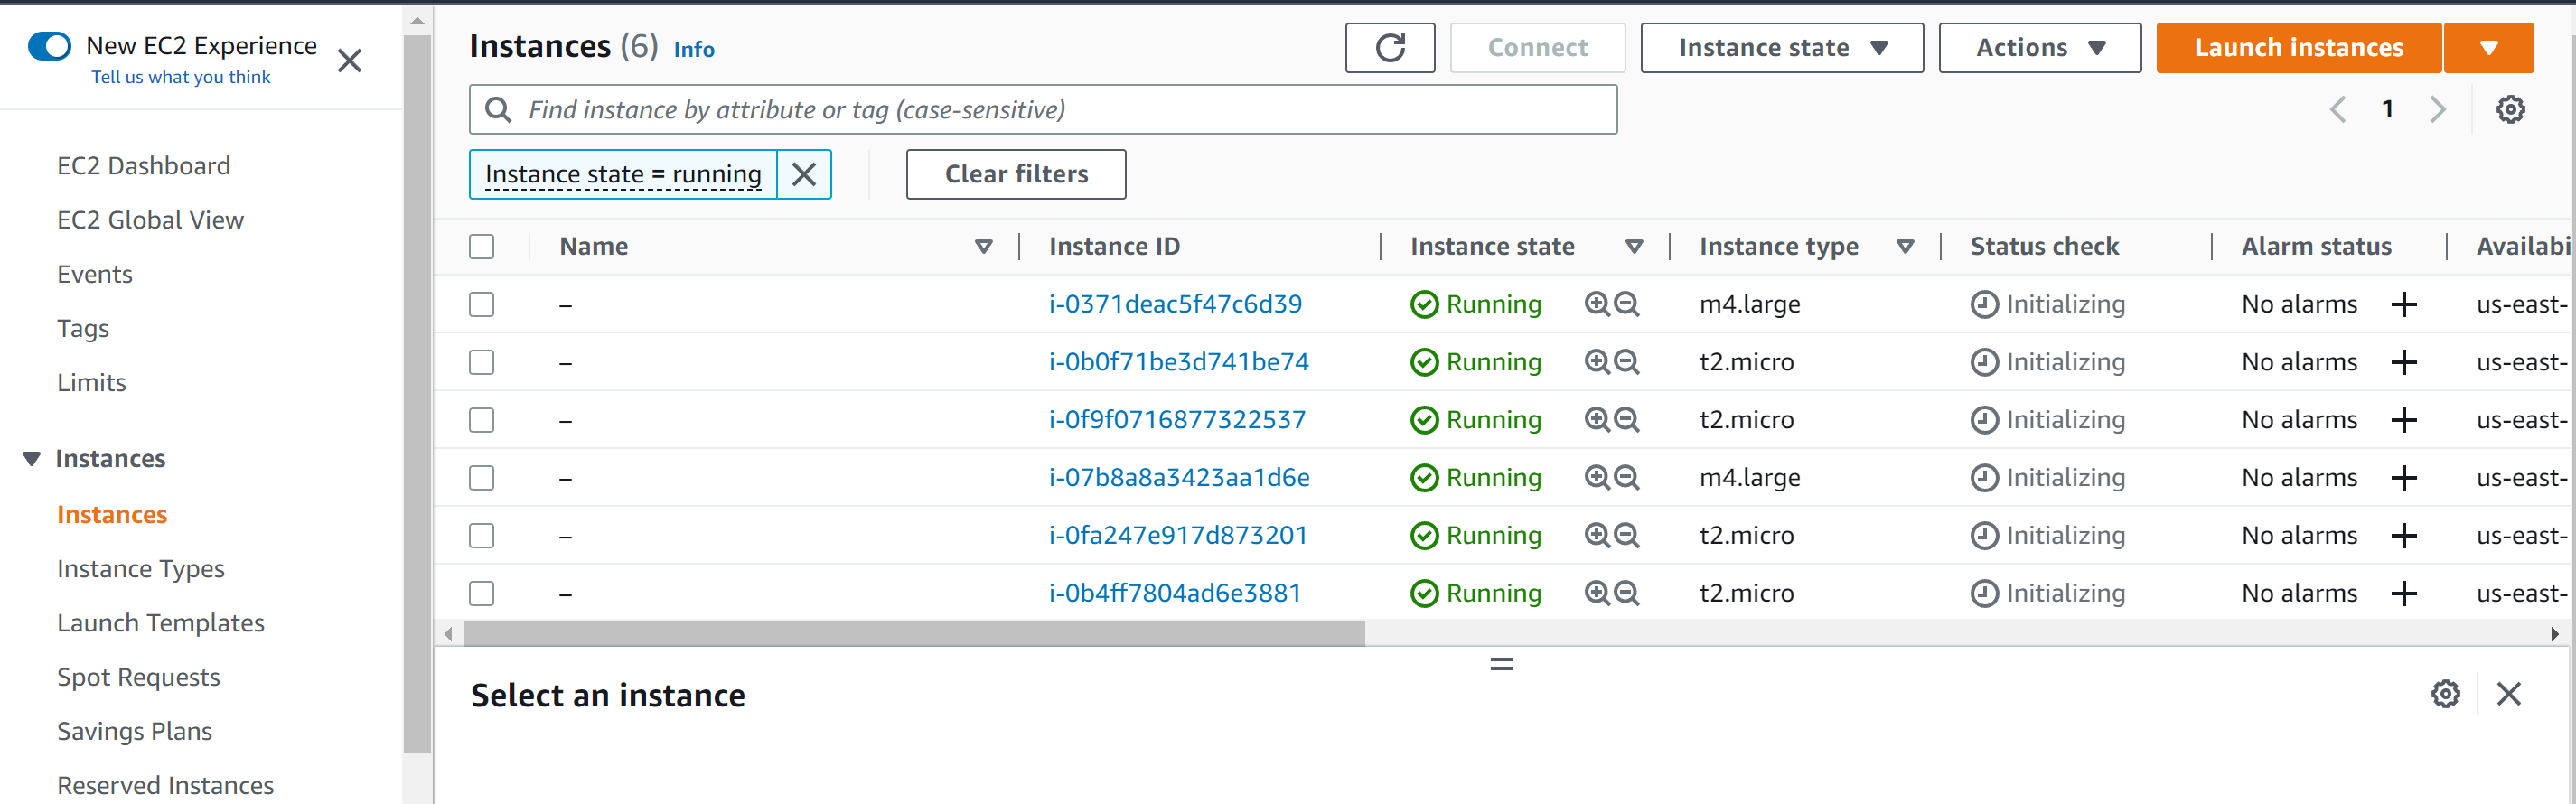 New EC2 Experience
Tell us what you think
EC2 Dashboard
EC2 Global View
Events
Tags
Limits
Instances
Instances
Instance Types
Launch Templates
Spot Requests
Savings Plans
Reserved Instances
Instances (6) Info
Connect
Instance state
Actions
Launch instances
Find instance by attribute or tag (case-sensitive)
1
Instance state = running
Clear filters
Name Instance ID Instance state Instance type Status check Alarm status Availabi
– i-0371deac5f47c6d39 Running m4.large Initializing No alarms us-east-
– i-0b0f71be3d741be74 Running t2.micro Initializing No alarms us-east-
– i-0f9f0716877322537 Running t2.micro Initializing No alarms us-east-
– i-07b8a8a3423aa1d6e Running m4.large Initializing No alarms us-east-
– i-0fa247e917d873201 Running t2.micro Initializing No alarms us-east-
– i-0b4ff7804ad6e3881 Running t2.micro Initializing No alarms us-east-
Select an instance